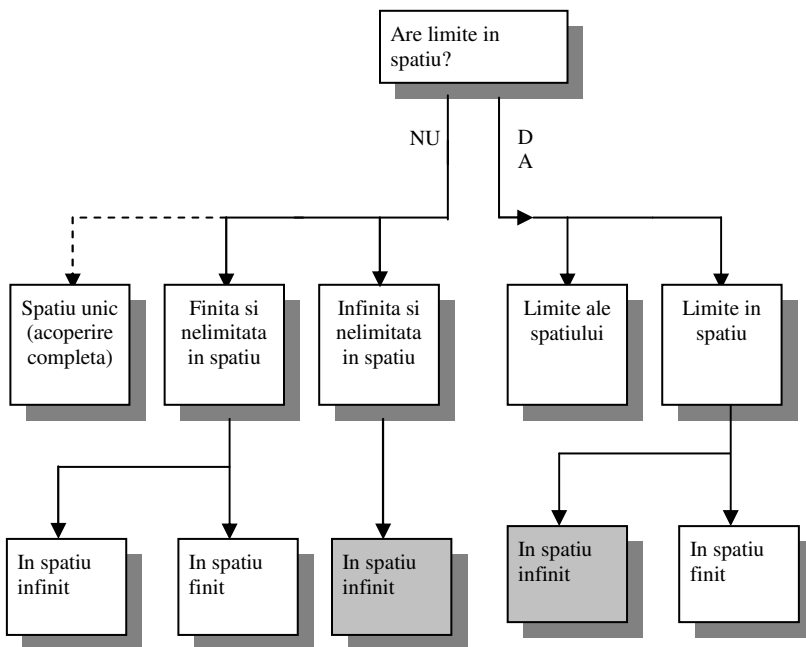 Are limite in
spatiu?
NU
D
A
Spatiu unic
(acoperire
completa)
Finita si
nelimitata
in spatiu
Infinita si
nelimitata
in spatiu
Limite ale
spatiului
Limite in
spatiu
In spatiu
infinit
In spatiu
finit
In spatiu
infinit
In spatiu
infinit
In spatiu
finit